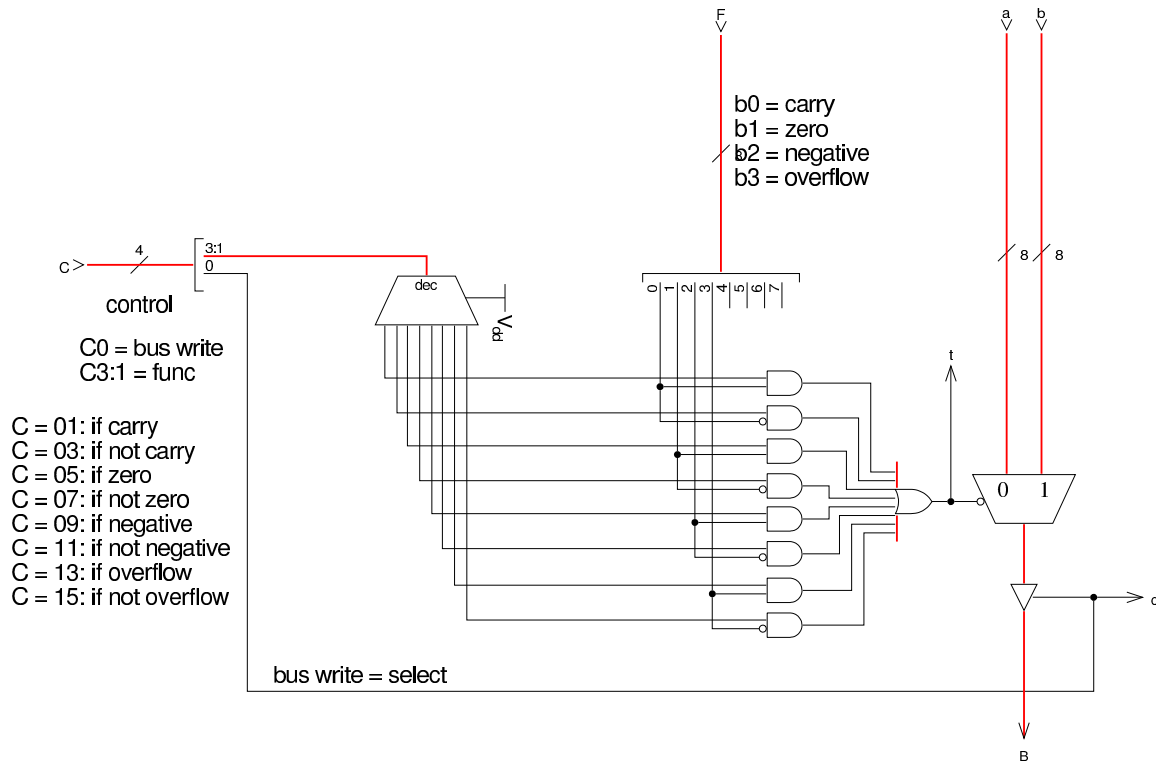 F
a b
b0 = carry
b1 = zero
b2 = negative
b3 = overflow
C
4
3:1
0
8 8
control
dec
Vdd
0 1 2 3 4 5 6 7
C0 = bus write
C3:1 = func
t
C = 01: if carry
C = 03: if not carry
C = 05: if zero
C = 07: if not zero
C = 09: if negative
C = 11: if not negative
C = 13: if overflow
C = 15: if not overflow
0 1
bus write = select
B